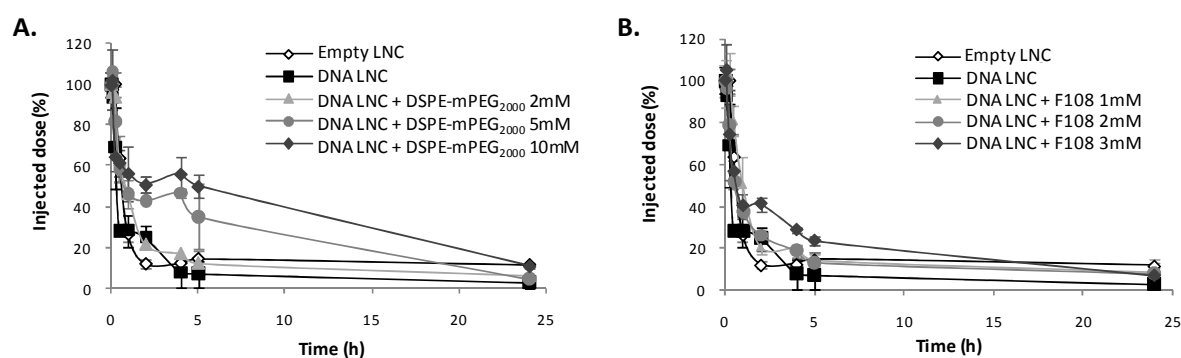 A.
120
100
80
60
40
20
0
Injected dose (%)
0 5 10 15 20 25
Time (h)
Empty LNC
DNA LNC
DNA LNC + DSPE-mPEG₂₀₀₀ 2mM
DNA LNC + DSPE-mPEG₂₀₀₀ 5mM
DNA LNC + DSPE-mPEG₂₀₀₀ 10mM
B.
120
100
80
60
40
20
0
Injected dose (%)
0 5 10 15 20 25
Time (h)
Empty LNC
DNA LNC
DNA LNC + F108 1mM
DNA LNC + F108 2mM
DNA LNC + F108 3mM